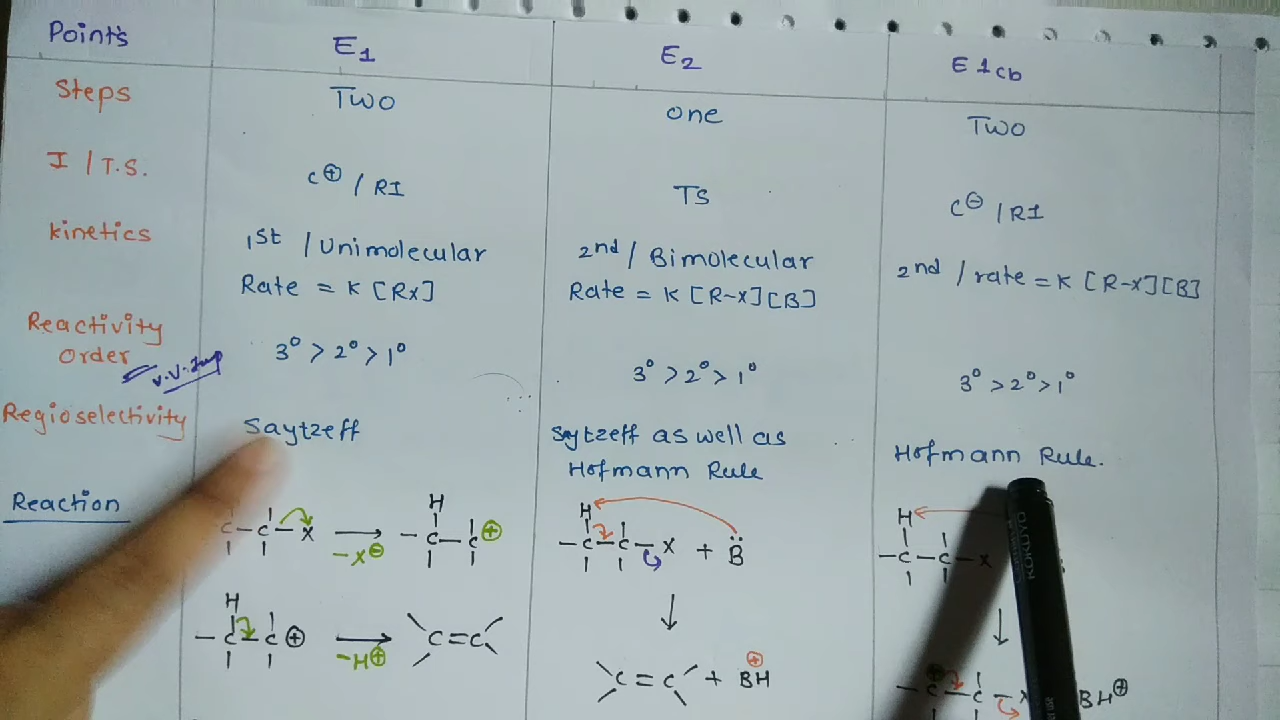 Points E1 E2 E1cb
Steps Two one Two
I / T.S. C⊕ / RI TS C⊖ / RI
kinetics 1st / Unimolecular 2nd / Bimolecular 2nd / rate = K [R-X][B]
Rate = K [RX] Rate = K [R-X][B]
Reactivity
Order 3° > 2° > 1° 3° > 2° > 1° 3° > 2° > 1°
V.V.Imp
Regioselectivity Saytzeff Saytzeff as well as Hofmann Rule.
Hofmann Rule
Reaction
H H H
C-C-X → -C-C⊕ -C-C-X + B̈ -C-C-X
-X⊖
H ↓ ↓
-C-C⊕ → C=C C=C + BH⊕ -C-C-X BH⊕
-H⊕